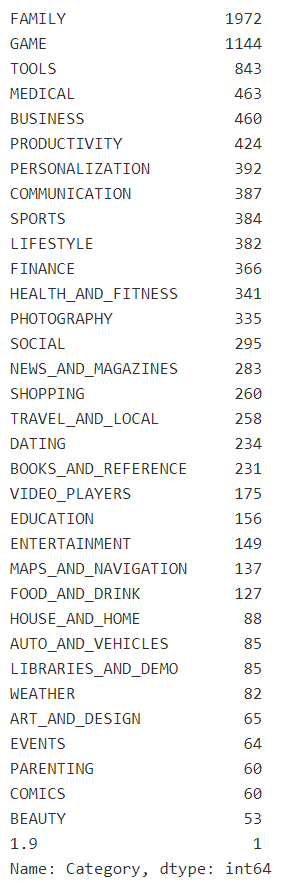 FAMILY 1972
GAME 1144
TOOLS 843
MEDICAL 463
BUSINESS 460
PRODUCTIVITY 424
PERSONALIZATION 392
COMMUNICATION 387
SPORTS 384
LIFESTYLE 382
FINANCE 366
HEALTH_AND_FITNESS 341
PHOTOGRAPHY 335
SOCIAL 295
NEWS_AND_MAGAZINES 283
SHOPPING 260
TRAVEL_AND_LOCAL 258
DATING 234
BOOKS_AND_REFERENCE 231
VIDEO_PLAYERS 175
EDUCATION 156
ENTERTAINMENT 149
MAPS_AND_NAVIGATION 137
FOOD_AND_DRINK 127
HOUSE_AND_HOME 88
AUTO_AND_VEHICLES 85
LIBRARIES_AND_DEMO 85
WEATHER 82
ART_AND_DESIGN 65
EVENTS 64
PARENTING 60
COMICS 60
BEAUTY 53
1.9 1
Name: Category, dtype: int64